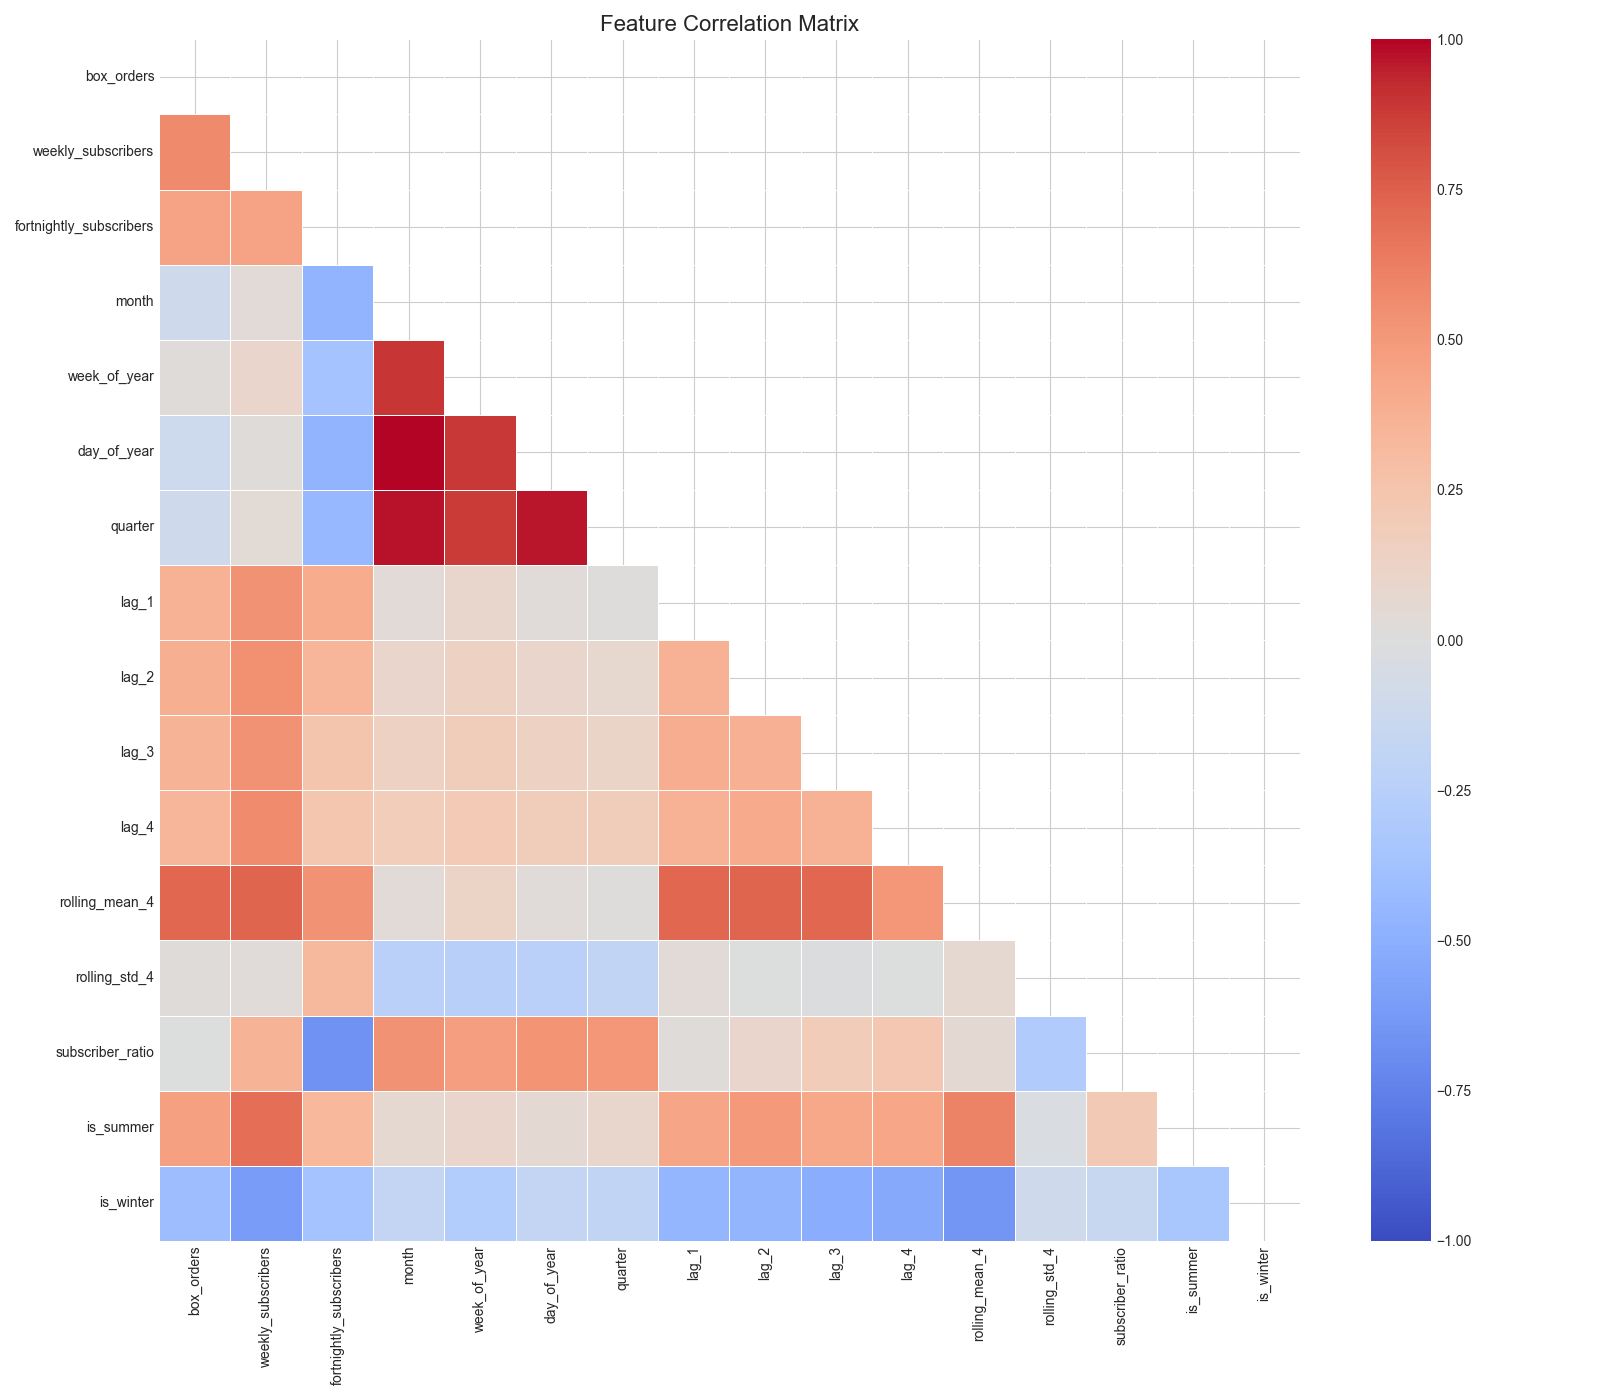 Feature Correlation Matrix
box_orders
weekly_subscribers
fortnightly_subscribers
month
week_of_year
day_of_year
quarter
lag_1
lag_2
lag_3
lag_4
rolling_mean_4
rolling_std_4
subscriber_ratio
is_summer
is_winter
box_orders
weekly_subscribers
fortnightly_subscribers
month
week_of_year
day_of_year
quarter
lag_1
lag_2
lag_3
lag_4
rolling_mean_4
rolling_std_4
subscriber_ratio
is_summer
is_winter
1.00
0.75
0.50
0.25
0.00
−0.25
−0.50
−0.75
−1.00